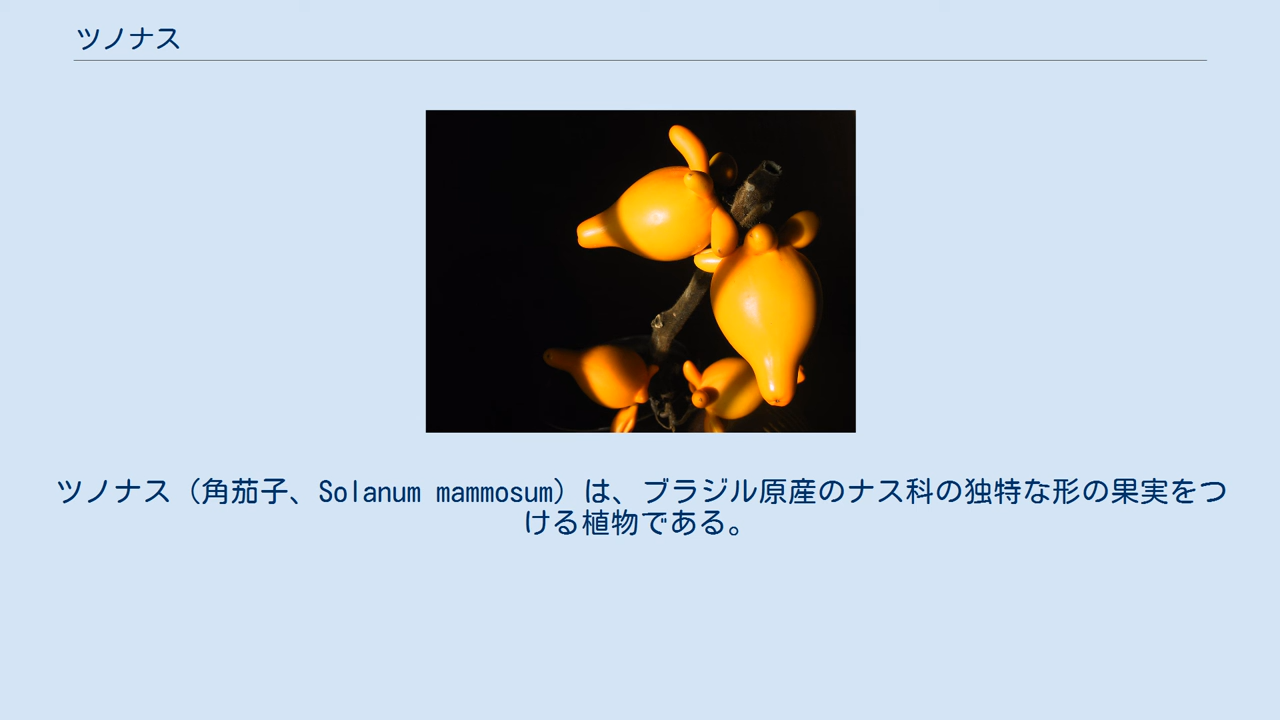 ツノナス
ツノナス（角茄子、Solanum mammosum）は、ブラジル原産のナス科の独特な形の果実をつ
ける植物である。